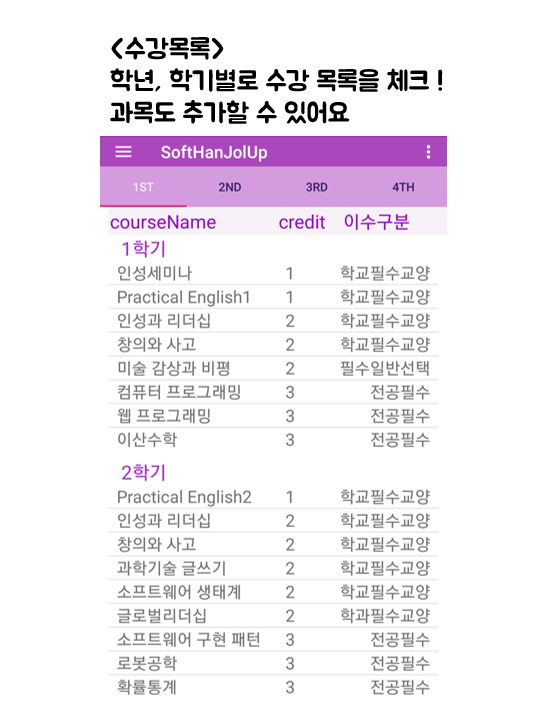 <수강목록>
학년, 학기별로 수강 목록을 체크 !
과목도 추가할 수 있어요
SoftHanJolUp
1ST 2ND 3RD 4TH
courseName credit 이수구분
1학기
인성세미나 1 학교필수교양
Practical English1 1 학교필수교양
인성과 리더십 2 학교필수교양
창의와 사고 2 학교필수교양
미술 감상과 비평 2 필수일반선택
컴퓨터 프로그래밍 3 전공필수
웹 프로그래밍 3 전공필수
이산수학 3 전공필수
2학기
Practical English2 1 학교필수교양
인성과 리더십 2 학교필수교양
창의와 사고 2 학교필수교양
과학기술 글쓰기 2 학교필수교양
소프트웨어 생태계 2 학교필수교양
글로벌리더십 2 학과필수교양
소프트웨어 구현 패턴 3 전공필수
로봇공학 3 전공필수
확률통계 3 전공필수